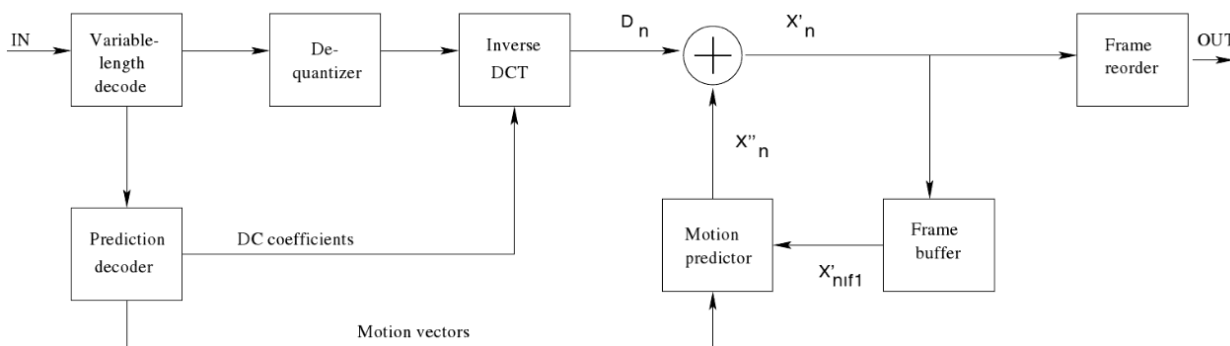 IN
Variable-
length
decode
De-
quantizer
Inverse
DCT
D n
X' n
Frame
reorder
OUT
X'' n
Prediction
decoder
DC coefficients
Motion
predictor
Frame
buffer
X' nif1
Motion vectors